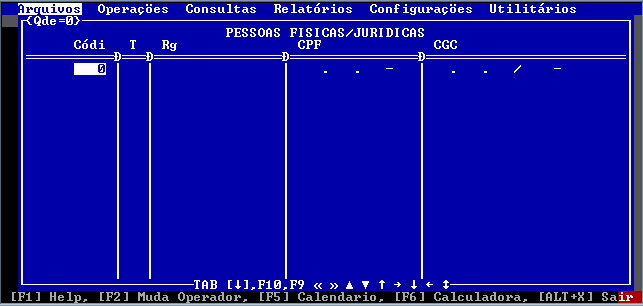 Arquivos Operações Consultas Relatórios Configurações Utilitários
{Qde=0}
PESSOAS FISICAS/JURIDICAS
Códi T Rg CPF CGC
D D D D
0 . . - . . / -
TAB [↓],F10,F9 « » ▲ ▼ ↑ → ↓ ← ↕
[F1] Help, [F2] Muda Operador, [F5] Calendario, [F6] Calculadora, [ALT+X] Sair